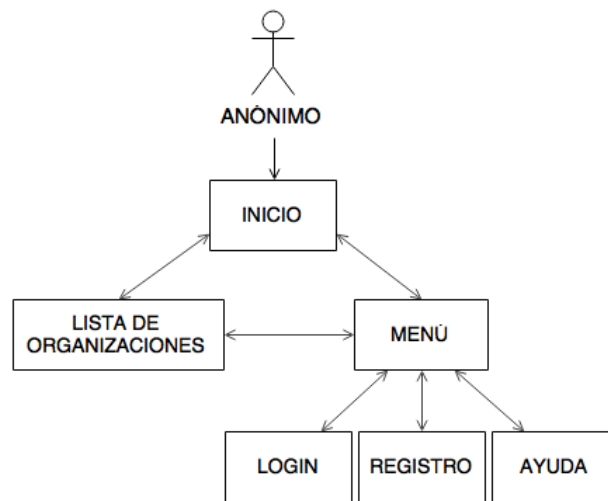 ANÓNIMO
INICIO
LISTA DE
ORGANIZACIONES
MENÚ
LOGIN
REGISTRO
AYUDA